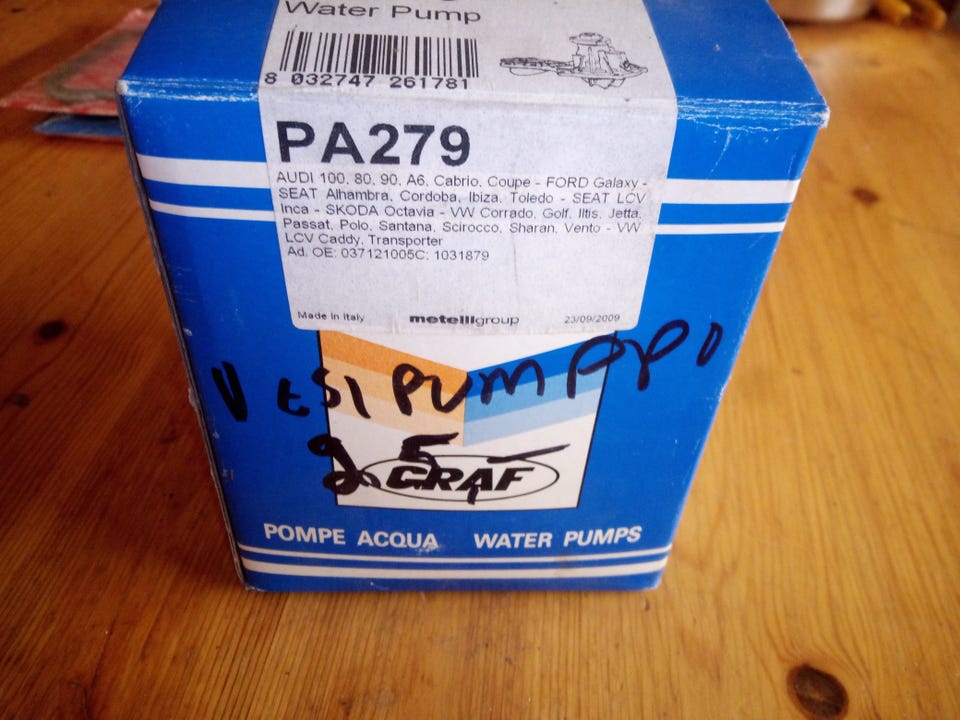 Water Pump
8 032747 261781
PA279
AUDI 100, 80, 90, A6, Cabrio, Coupe - FORD Galaxy -
SEAT Alhambra, Cordoba, Ibiza, Toledo - SEAT LCV
Inca - SKODA Octavia - VW Corrado, Golf, Iltis, Jetta,
Passat, Polo, Santana, Scirocco, Sharan, Vento - VW
LCV Caddy, Transporter
Ad. OE: 037121005C; 1031879
Made in Italy metelligroup 23/09/2009
VESIPUMPPU
25,-
GRAF
POMPE ACQUA WATER PUMPS